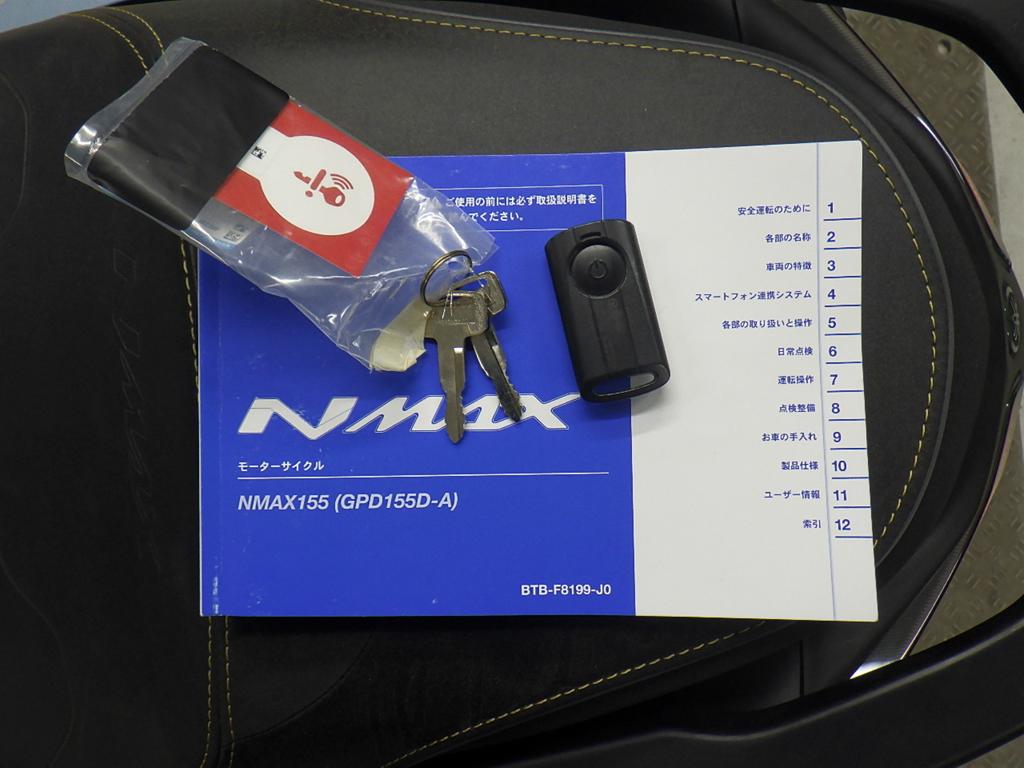 ご使用の前には必ず取扱説明書を
でください。
NMAX
モーターサイクル
NMAX155 (GPD155D-A)
BTB-F8199-J0
安全運転のために 1
各部の名称 2
車両の特徴 3
スマートフォン連携システム 4
各部の取り扱いと操作 5
日常点検 6
運転操作 7
点検整備 8
お車の手入れ 9
製品仕様 10
ユーザー情報 11
索引 12